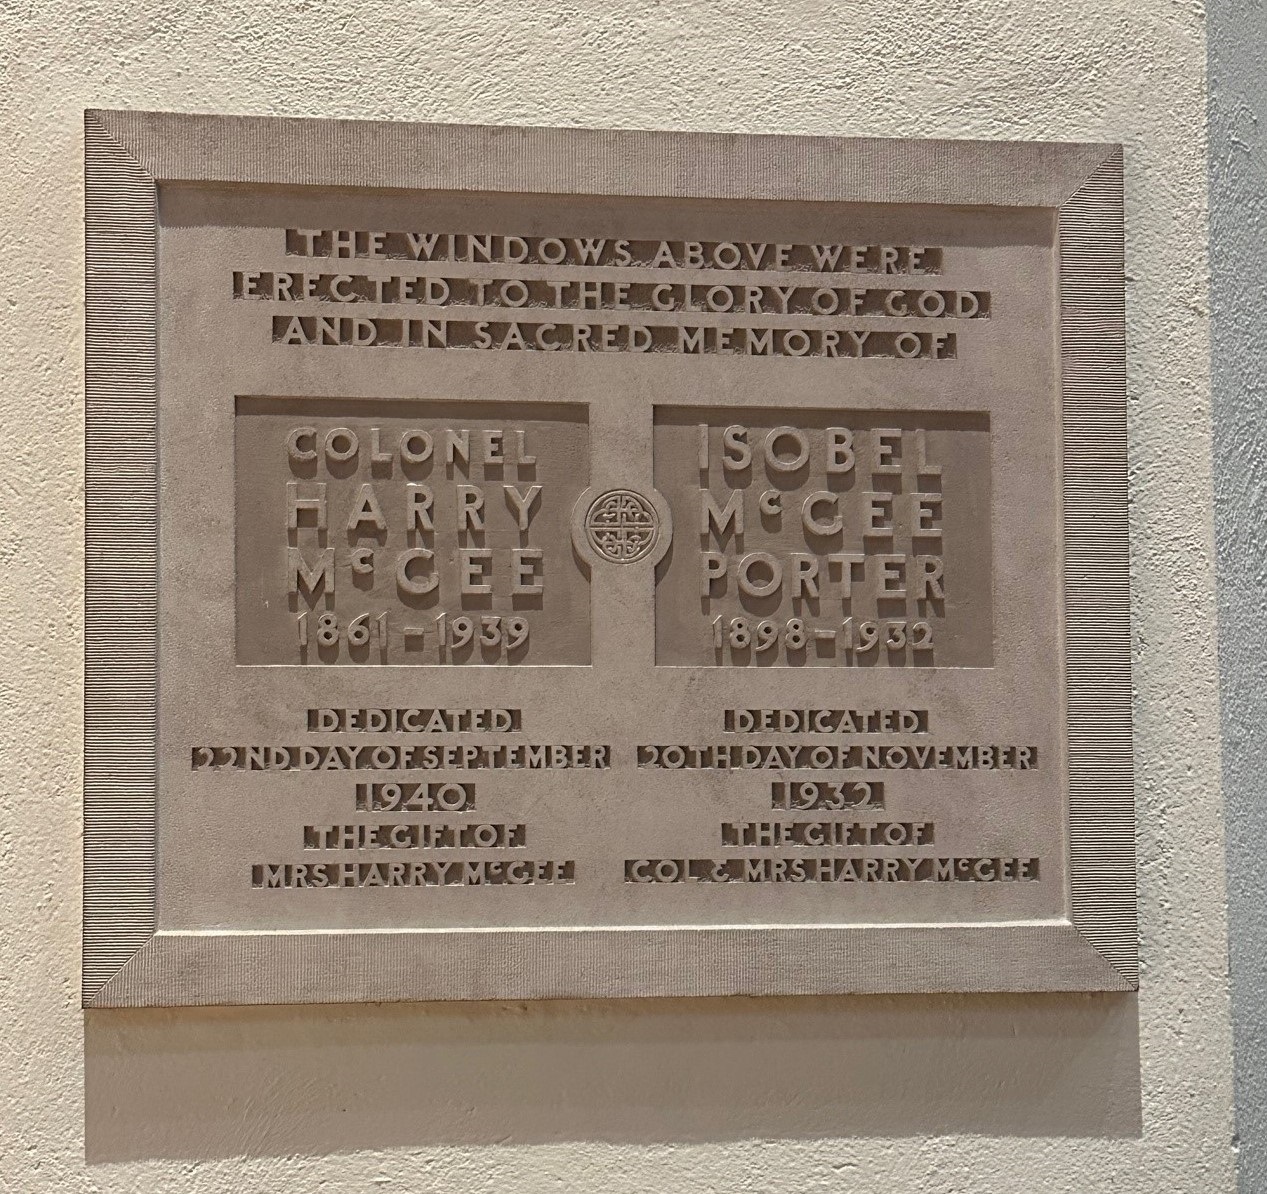 THE WINDOWS ABOVE WERE
ERECTED TO THE GLORY OF GOD
AND IN SACRED MEMORY OF
COLONEL
HARRY
McGEE
1861-1939
DEDICATED
22ND DAY OF SEPTEMBER
1940
THE GIFT OF
MRS HARRY McGEE
ISOBEL
McGEE
PORTER
1898-1932
DEDICATED
20TH DAY OF NOVEMBER
1932
THE GIFT OF
COL & MRS HARRY McGEE